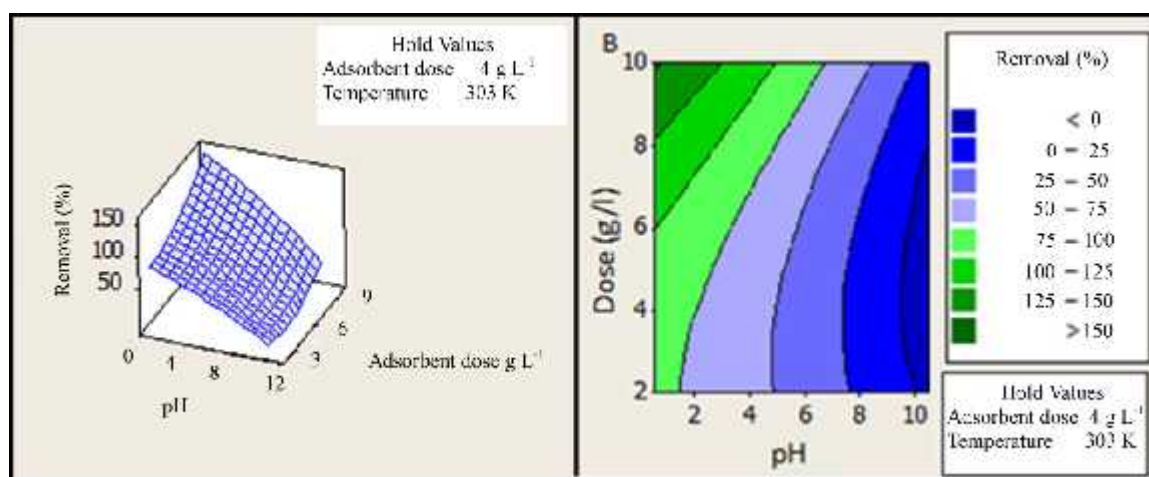 Hold Values
Adsorbent dose 4 g L⁻¹
Temperature 303 K
Removal (%)
150
100
50
0
4
8
12
pH
3
6
9
Adsorbent dose g L⁻¹
B
Dose (g/l)
10
8
6
4
2
2 4 6 8 10
pH
Removal (%)
< 0
0 – 25
25 – 50
50 – 75
75 – 100
100 – 125
125 – 150
>150
Hold Values
Adsorbent dose 4 g L⁻¹
Temperature 303 K